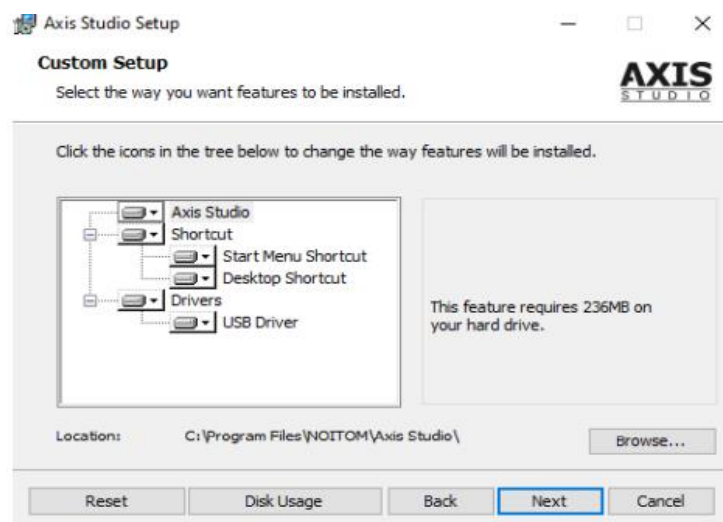 Axis Studio Setup
Custom Setup
Select the way you want features to be installed.
AXIS
STUDIO
Click the icons in the tree below to change the way features will be installed.
Axis Studio
Shortcut
Start Menu Shortcut
Desktop Shortcut
Drivers
USB Driver
This feature requires 236MB on
your hard drive.
Location: C:\Program Files\NOITOM\Axis Studio\
Browse...
Reset Disk Usage Back Next Cancel